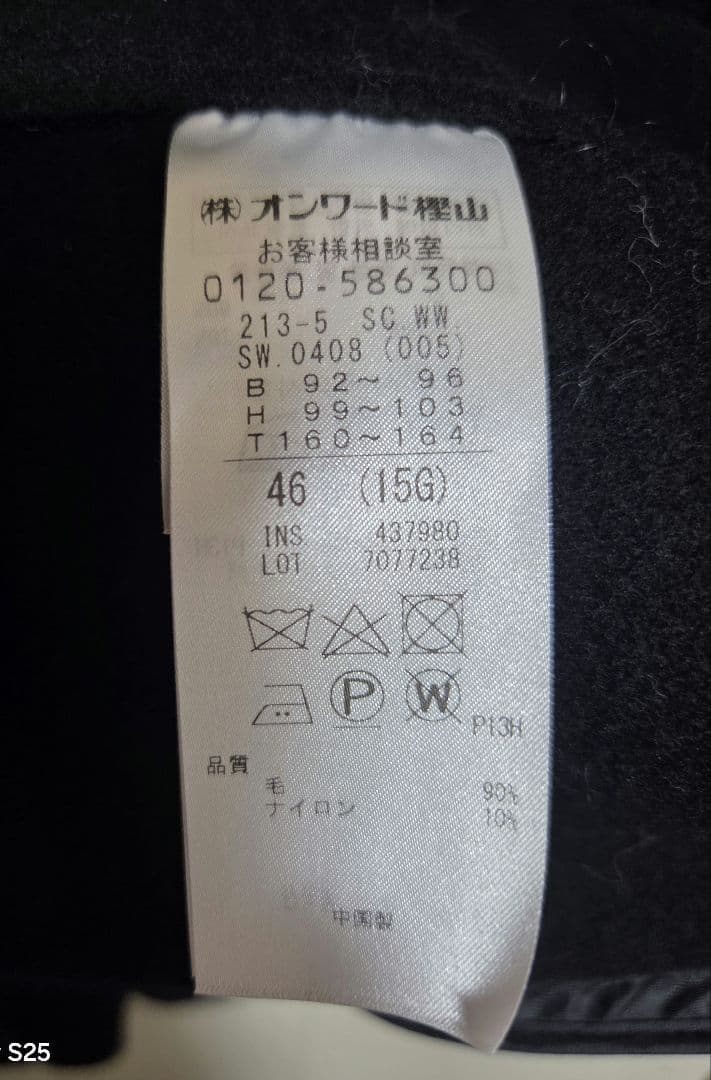 (株)オンワード樫山
お客様相談室
0120-586300
213-5 SC.WW.
SW.0408 (005)
B 92～ 96
H 99～103
T160～164
46 (15G)
INS 437980
LOT 7077238
P W P13H
品質
毛 90%
ナイロン 10%
中国製
S25